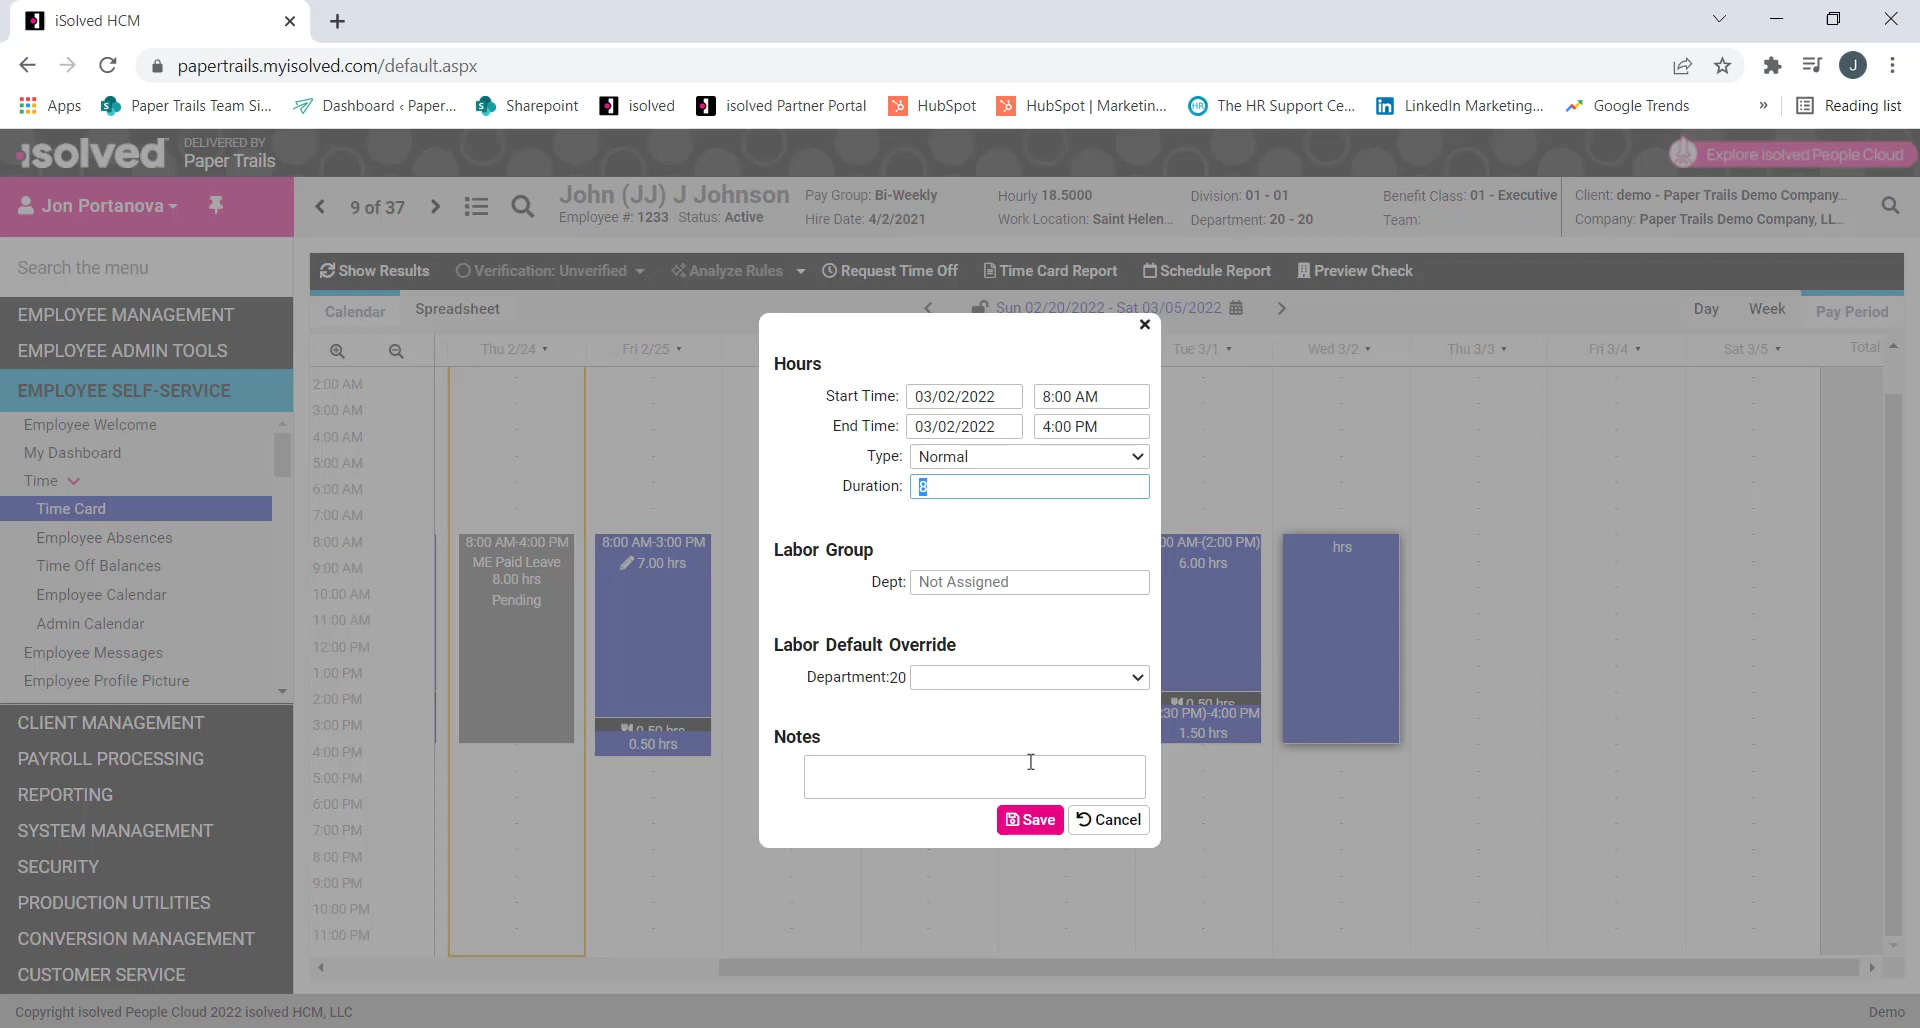 iSolved HCM
papertrails.myisolved.com/default.aspx
J
Apps
Paper Trails Team Si...
Dashboard ‹ Paper...
Sharepoint
isolved
isolved Partner Portal
HubSpot
HubSpot | Marketin...
The HR Support Ce...
LinkedIn Marketing...
Google Trends
»
Reading list
isolved DELIVERED BY Paper Trails
Explore isolved People Cloud
Jon Portanova
9 of 37
John (JJ) J Johnson
Employee #: 1233 Status: Active
Pay Group: Bi-Weekly
Hire Date: 4/2/2021
Hourly 18.5000
Work Location: Saint Helen...
Division: 01 - 01
Department: 20 - 20
Benefit Class: 01 - Executive
Team:
Client: demo - Paper Trails Demo Company...
Company: Paper Trails Demo Company, LL...
Search the menu
EMPLOYEE MANAGEMENT
EMPLOYEE ADMIN TOOLS
EMPLOYEE SELF-SERVICE
Employee Welcome
My Dashboard
Time
Time Card
Employee Absences
Time Off Balances
Employee Calendar
Admin Calendar
Employee Messages
Employee Profile Picture
CLIENT MANAGEMENT
PAYROLL PROCESSING
REPORTING
SYSTEM MANAGEMENT
SECURITY
PRODUCTION UTILITIES
CONVERSION MANAGEMENT
CUSTOMER SERVICE
Show Results
Verification: Unverified
Analyze Rules
Request Time Off
Time Card Report
Schedule Report
Preview Check
Calendar
Spreadsheet
Sun 02/20/2022 - Sat 03/05/2022
Day
Week
Pay Period
Thu 2/24
Fri 2/25
Tue 3/1
Wed 3/2
Thu 3/3
Fri 3/4
Sat 3/5
Total
2:00 AM
3:00 AM
4:00 AM
5:00 AM
6:00 AM
7:00 AM
8:00 AM
9:00 AM
10:00 AM
11:00 AM
12:00 PM
1:00 PM
2:00 PM
3:00 PM
4:00 PM
5:00 PM
6:00 PM
7:00 PM
8:00 PM
9:00 PM
10:00 PM
11:00 PM
8:00 AM-4:00 PM
ME Paid Leave
8.00 hrs
Pending
8:00 AM-3:00 PM
7.00 hrs
0.50 hrs
0.50 hrs
00 AM-(2:00 PM)
6.00 hrs
0.50 hrs
:30 PM)-4:00 PM
1.50 hrs
hrs
Hours
Start Time: 03/02/2022 8:00 AM
End Time: 03/02/2022 4:00 PM
Type: Normal
Duration: 8
Labor Group
Dept: Not Assigned
Labor Default Override
Department:20
Notes
Save
Cancel
Copyright isolved People Cloud 2022 isolved HCM, LLC
Demo